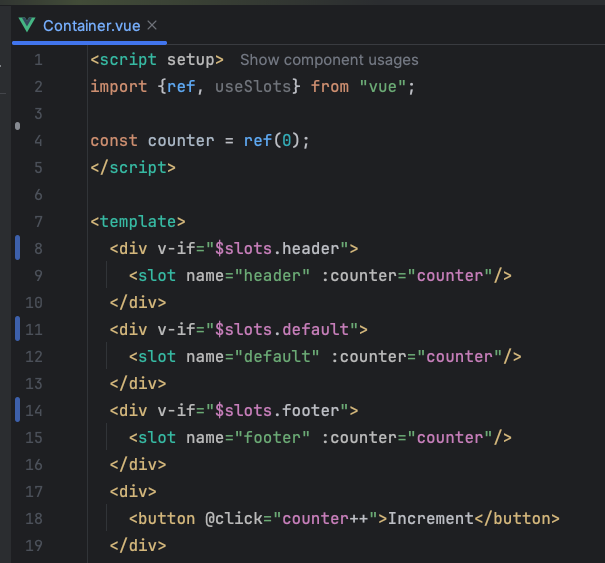 Container.vue
1 <script setup> Show component usages
2 import {ref, useSlots} from "vue";
3
4 const counter = ref(0);
5 </script>
6
7 <template>
8   <div v-if="$slots.header">
9     <slot name="header" :counter="counter"/>
10   </div>
11   <div v-if="$slots.default">
12     <slot name="default" :counter="counter"/>
13   </div>
14   <div v-if="$slots.footer">
15     <slot name="footer" :counter="counter"/>
16   </div>
17   <div>
18     <button @click="counter++">Increment</button>
19   </div>